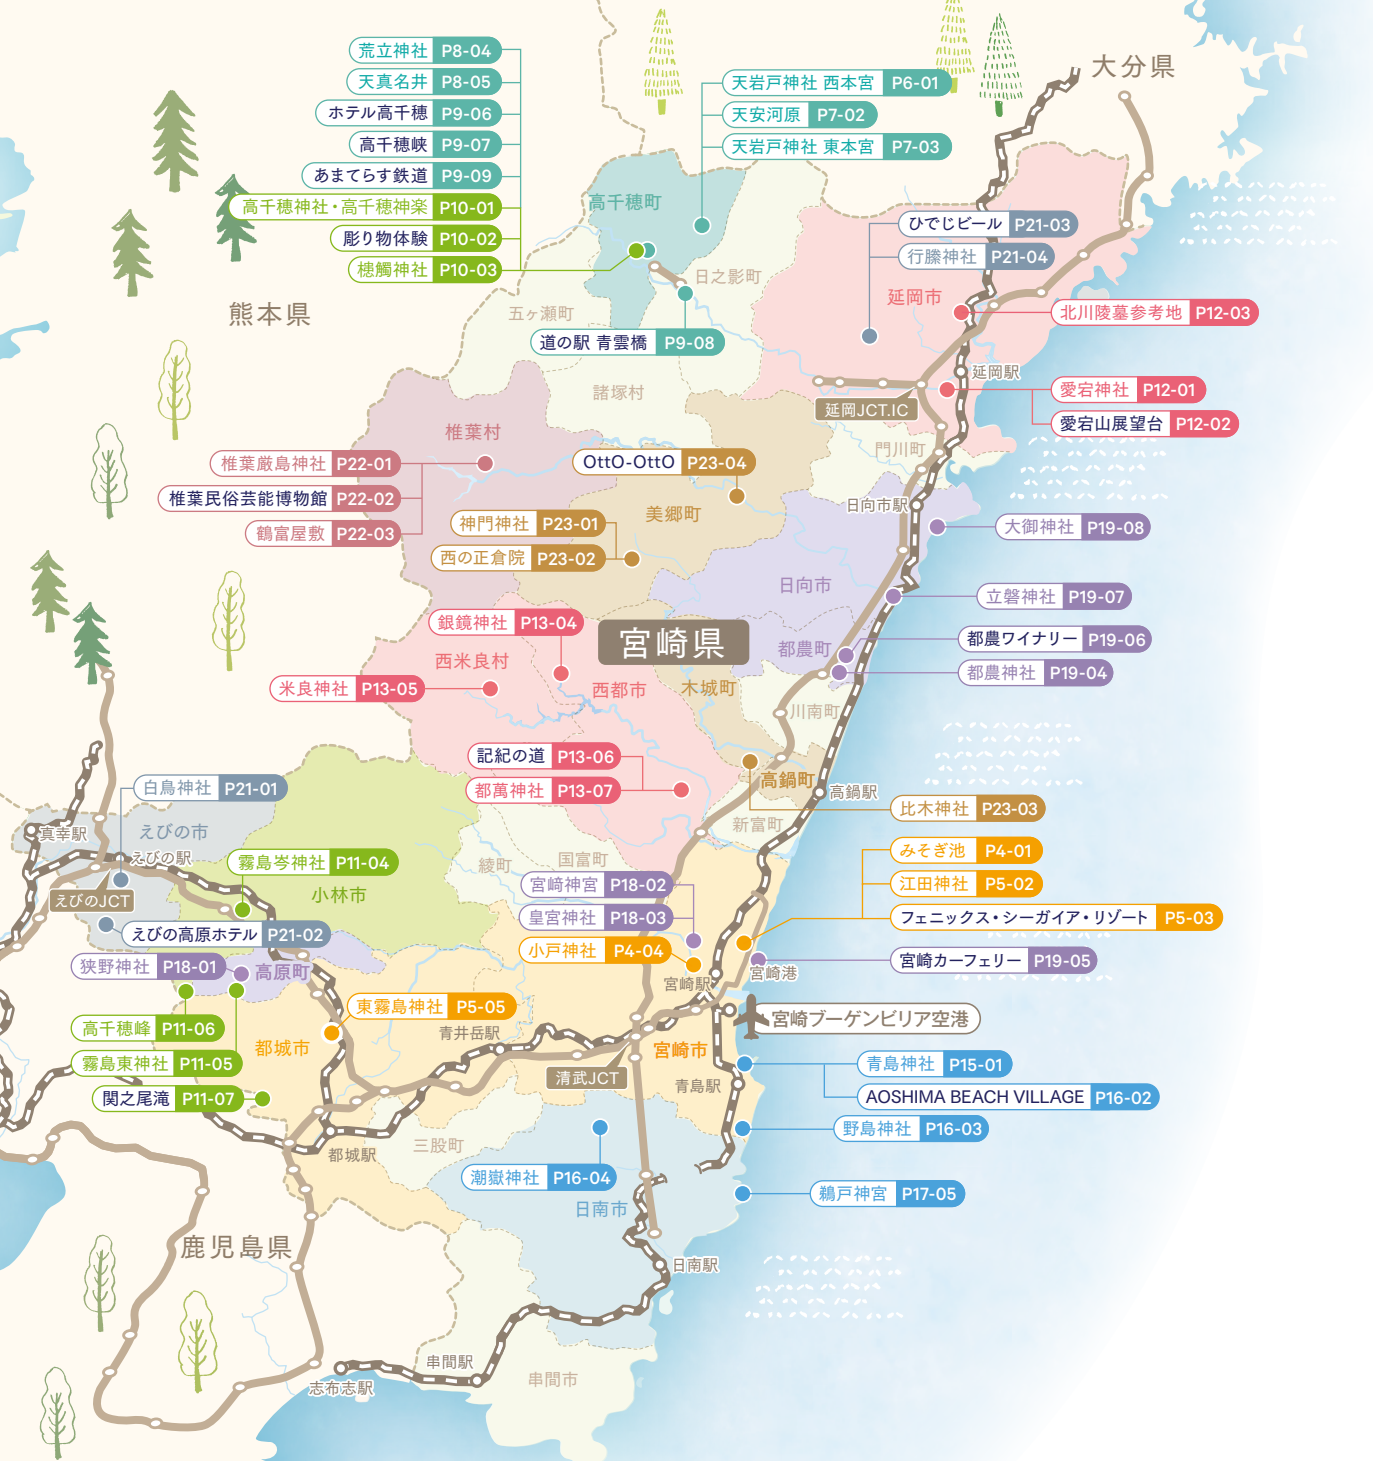 荒立神社 P8-04
天真名井 P8-05
ホテル高千穂 P9-06
高千穂峡 P9-07
あまてらす鉄道 P9-09
高千穂神社・高千穂神楽 P10-01
彫り物体験 P10-02
槵觸神社 P10-03
天岩戸神社 西本宮 P6-01
天安河原 P7-02
天岩戸神社 東本宮 P7-03
大分県
高千穂町
日之影町
五ヶ瀬町
熊本県
道の駅 青雲橋 P9-08
ひでじビール P21-03
行縢神社 P21-04
延岡市
北川陵墓参考地 P12-03
延岡駅
愛宕神社 P12-01
愛宕山展望台 P12-02
延岡JCT.IC
諸塚村
門川町
椎葉村
椎葉厳島神社 P22-01
椎葉民俗芸能博物館 P22-02
鶴富屋敷 P22-03
OttO-OttO P23-04
美郷町
神門神社 P23-01
西の正倉院 P23-02
日向市駅
大御神社 P19-08
日向市
立磐神社 P19-07
都農ワイナリー P19-06
都農神社 P19-04
都農町
銀鏡神社 P13-04
宮崎県
西米良村
米良神社 P13-05
西都市
木城町
川南町
記紀の道 P13-06
都萬神社 P13-07
高鍋町
高鍋駅
比木神社 P23-03
新富町
白鳥神社 P21-01
真幸駅
えびの市
えびの駅
霧島岑神社 P11-04
小林市
綾町
国富町
えびのJCT
えびの高原ホテル P21-02
宮﨑神宮 P18-02
皇宮神社 P18-03
小戸神社 P4-04
みそぎ池 P4-01
江田神社 P5-02
フェニックス・シーガイア・リゾート P5-03
宮崎カーフェリー P19-05
宮崎港
宮崎駅
狭野神社 P18-01
高原町
高千穂峰 P11-06
霧島東神社 P11-05
関之尾滝 P11-07
東霧島神社 P5-05
都城市
青井岳駅
宮崎ブーゲンビリア空港
宮崎市
清武JCT
青島駅
青島神社 P15-01
AOSHIMA BEACH VILLAGE P16-02
野島神社 P16-03
都城駅
三股町
潮嶽神社 P16-04
鵜戸神宮 P17-05
日南市
鹿児島県
日南駅
串間駅
志布志駅
串間市